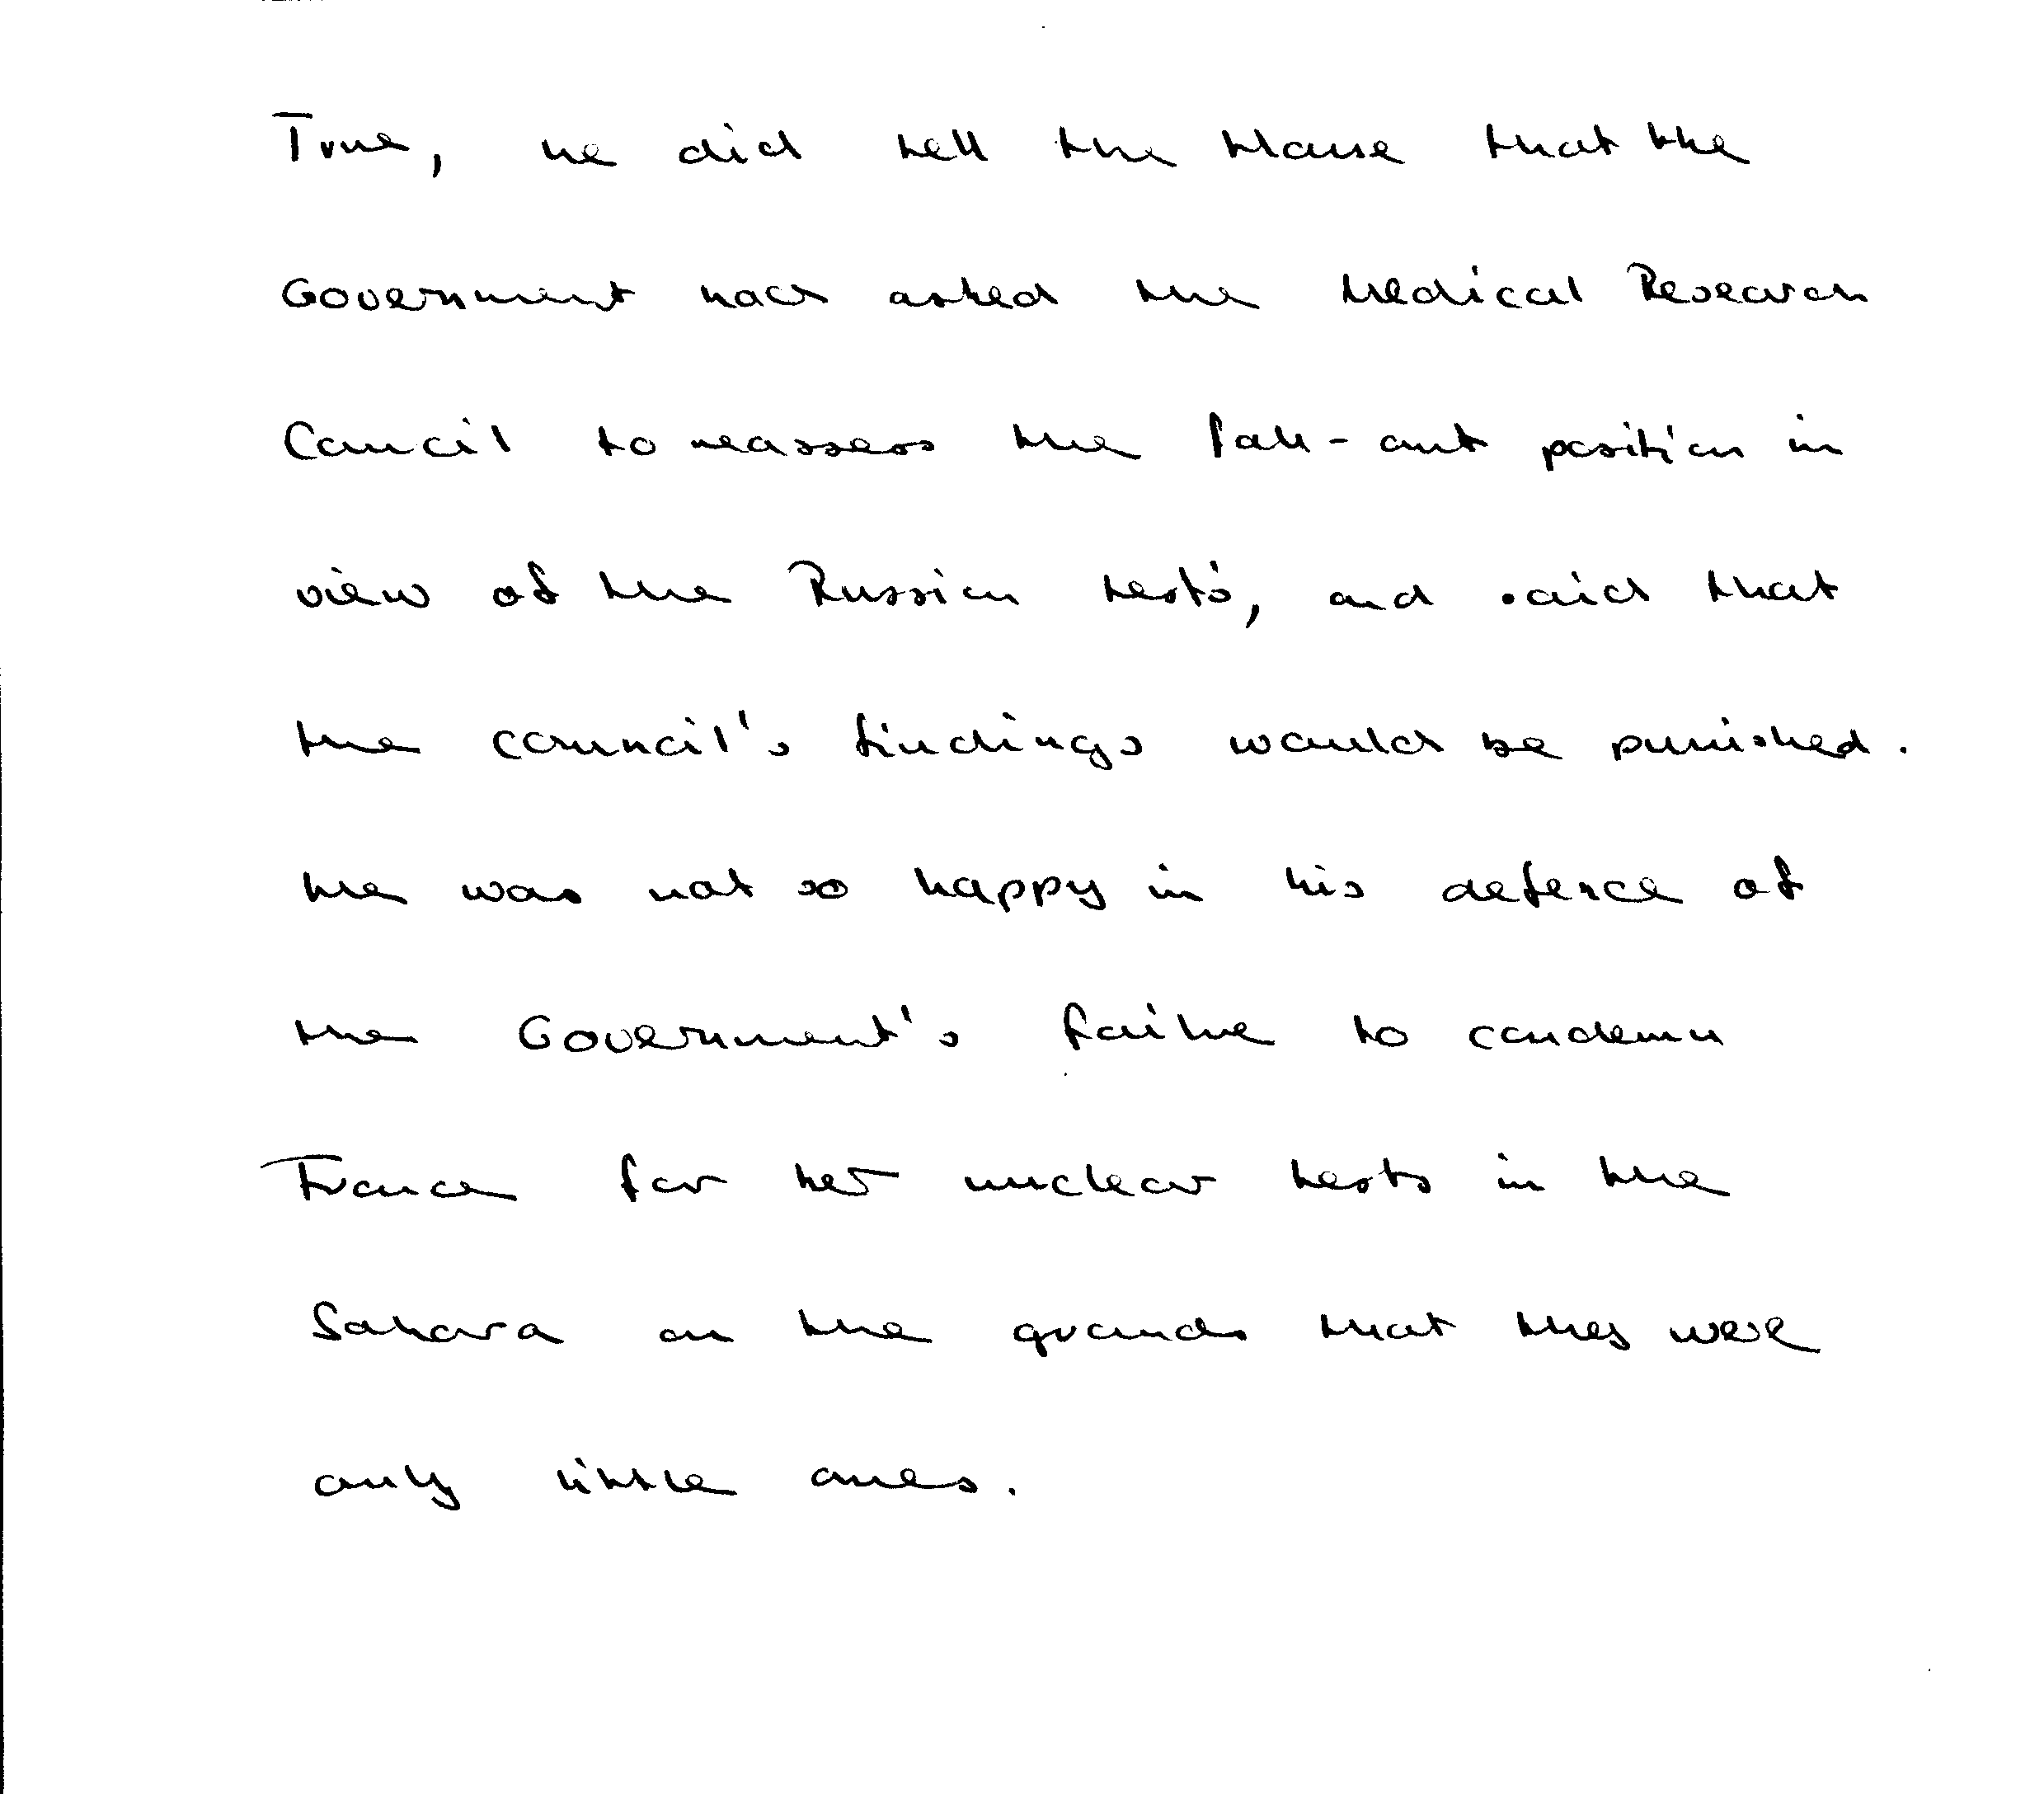 True, he did tell the House that the
Government had asked the Medical Research
Council to reassess the fall-out position in
view of the Russian tests, and said that
the council's findings would be punished.
He was not so happy in his defence of
the Government's failure to condemn
France for her nuclear tests in the
Sahara on the grounds that they were
only little ones.